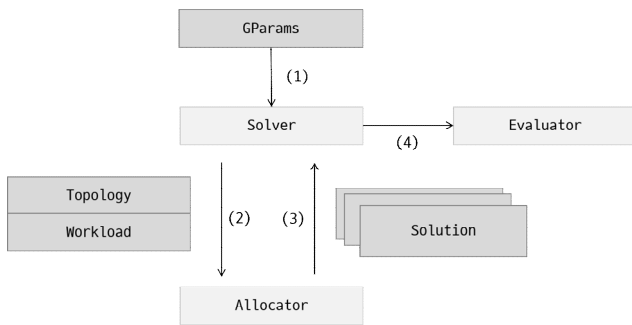 GParams
(1)
Solver
Evaluator
(4)
Topology
Workload
(2)
(3)
Solution
Allocator